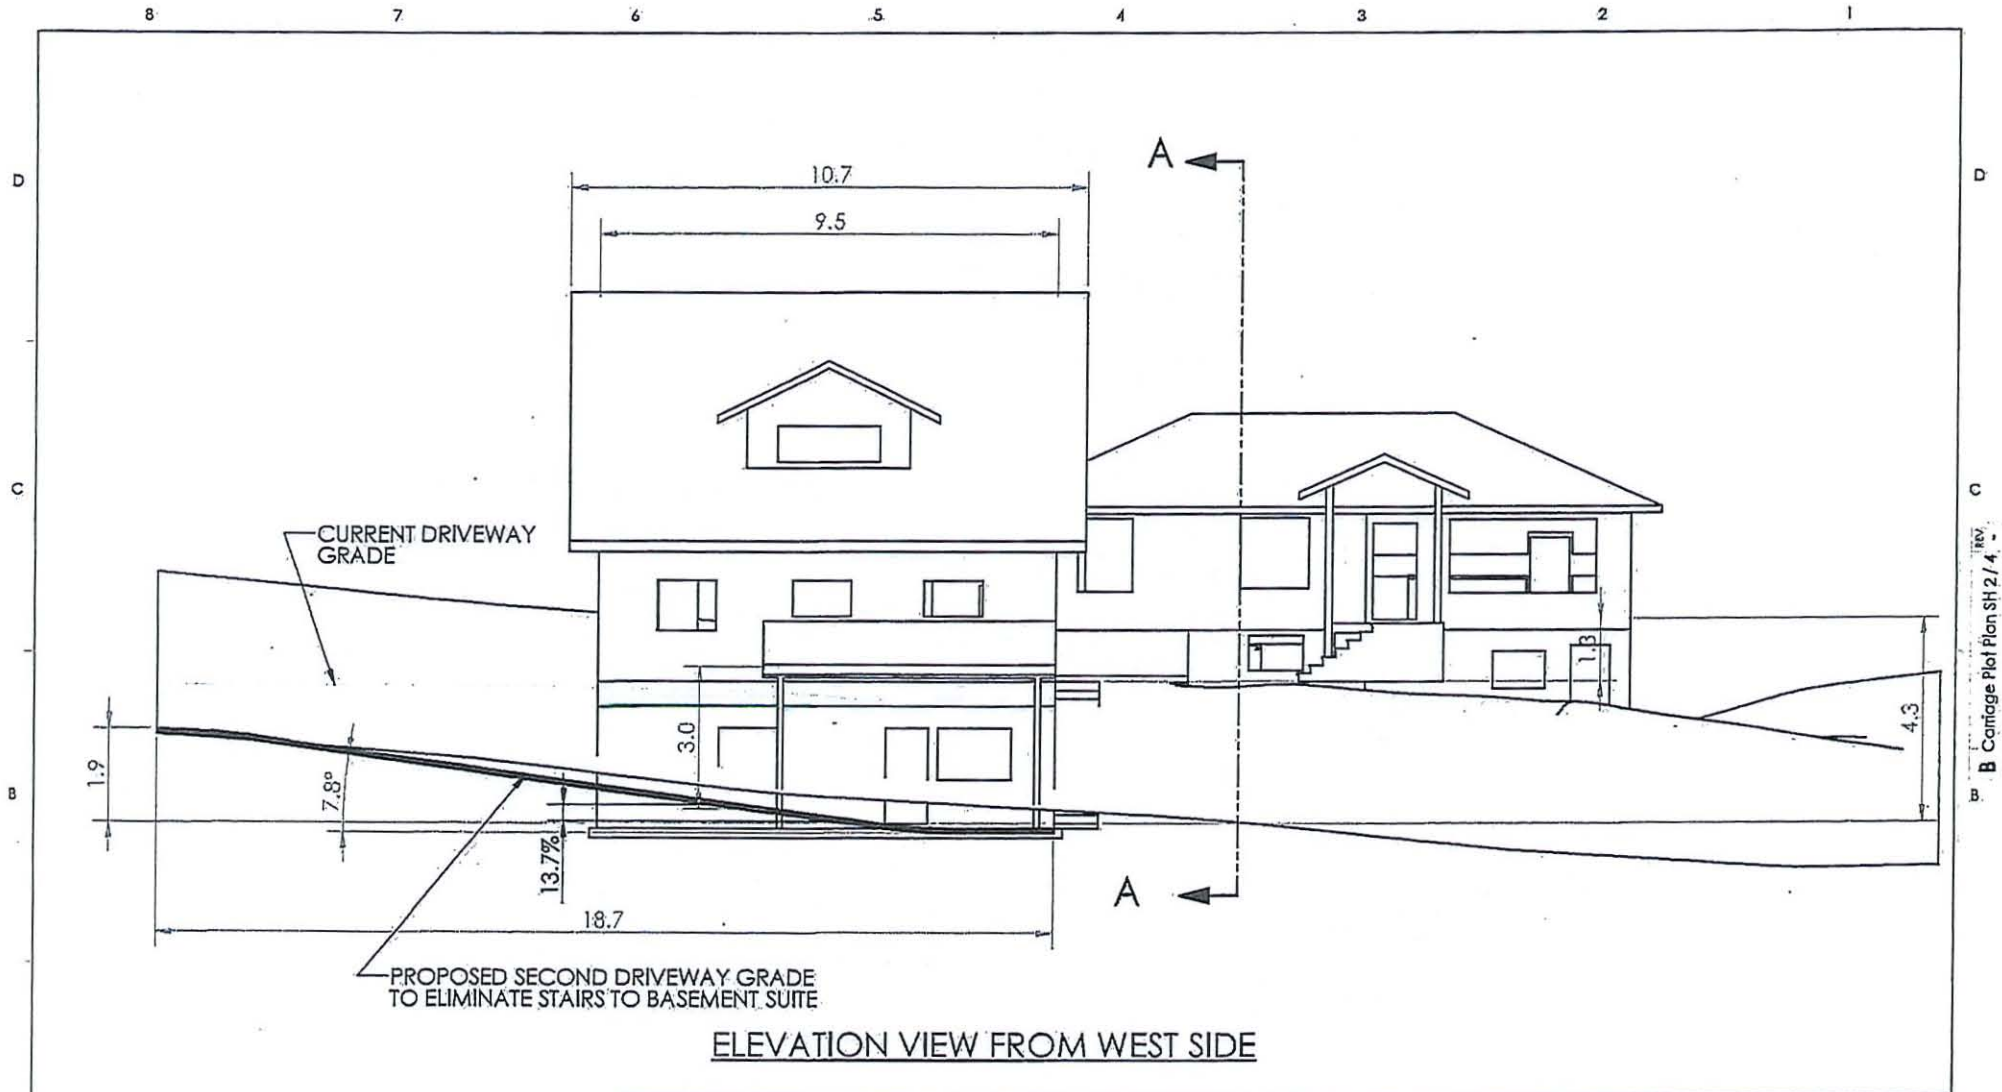 8 7 6 5 4 3 2 1
D
D
A
10.7
9.5
C
C
CURRENT DRIVEWAY
GRADE
1.3
REV.
B Carriage Plot Plan SH 2/4 -
3.0
4.3
1.9
7.8°
B
B
13.7%
A
18.7
PROPOSED SECOND DRIVEWAY GRADE
TO ELIMINATE STAIRS TO BASEMENT SUITE
ELEVATION VIEW FROM WEST SIDE